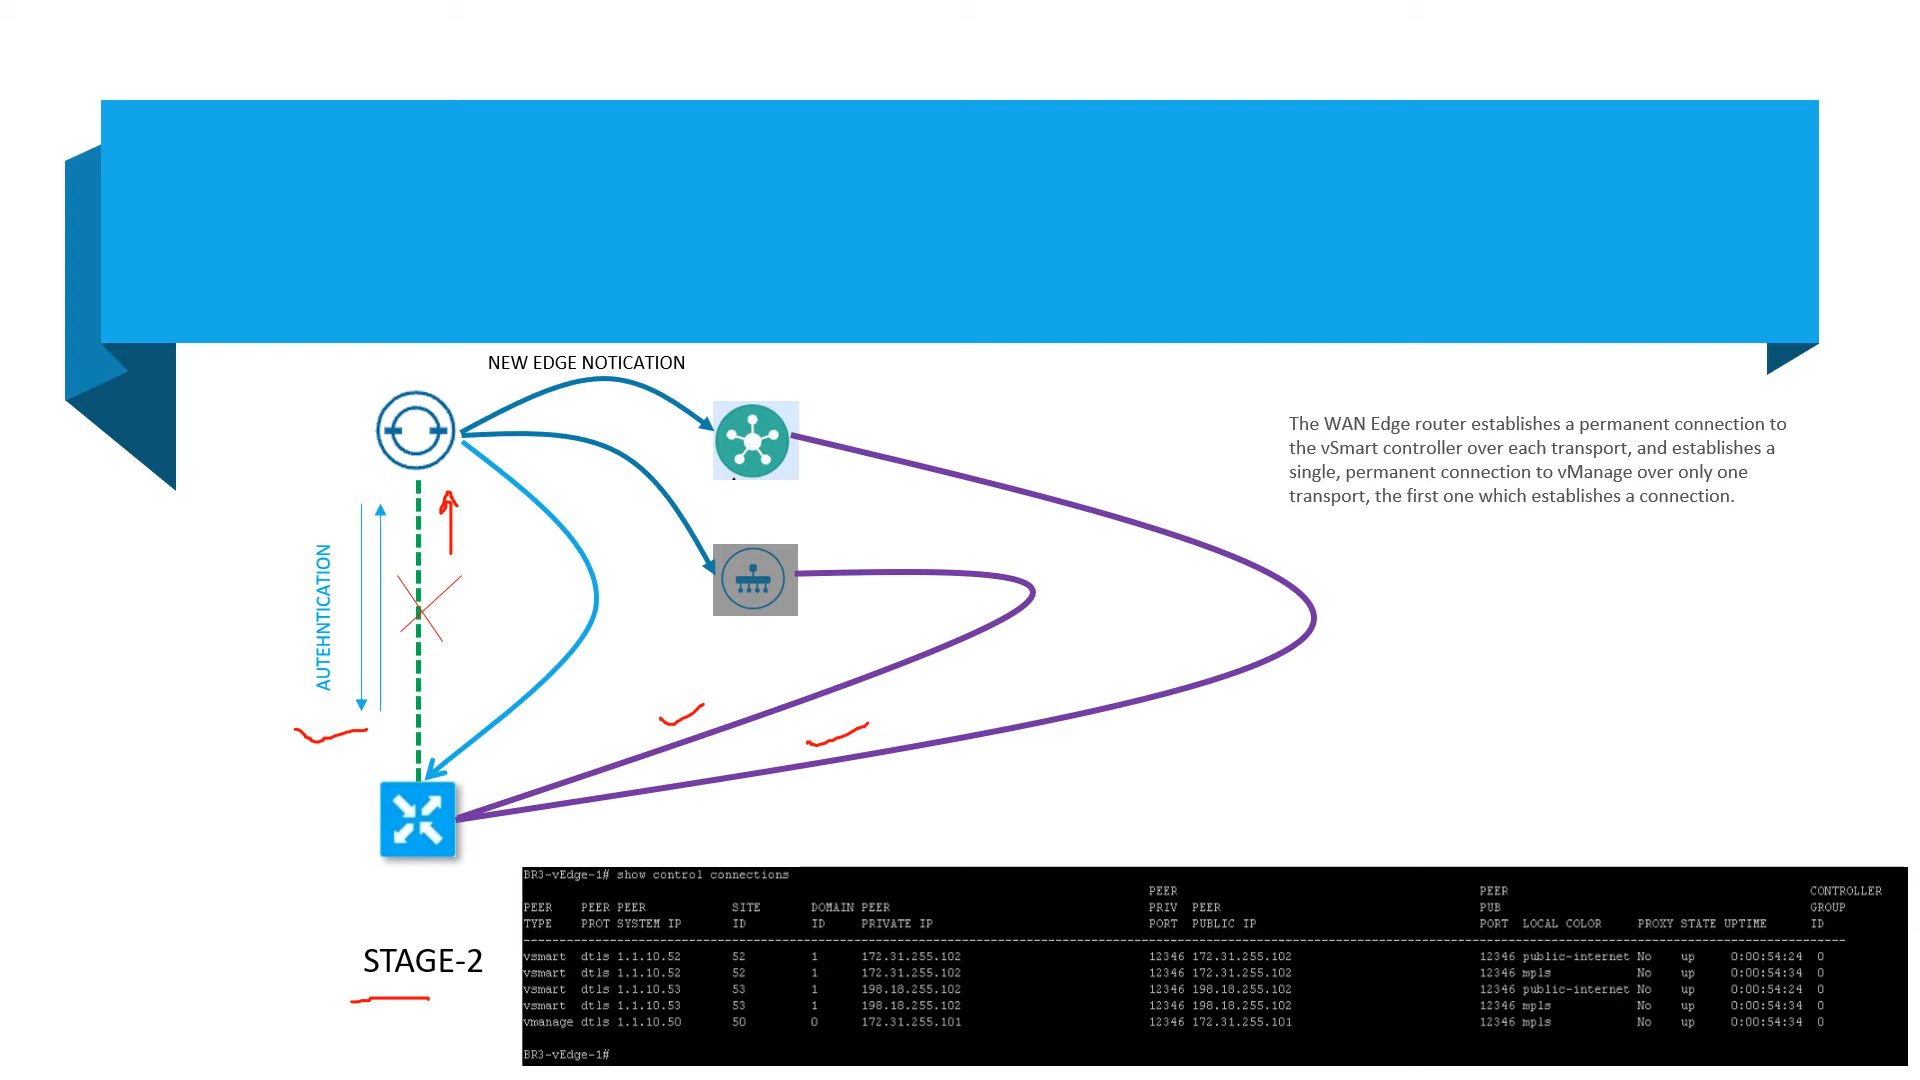 NEW EDGE NOTICATION
The WAN Edge router establishes a permanent connection to
the vSmart controller over each transport, and establishes a
single, permanent connection to vManage over only one
transport, the first one which establishes a connection.
AUTEHNTICATION
STAGE-2
BR3-vEdge-1# show control connections
PEER PEER CONTROLLER
PEER PEER PEER SITE DOMAIN PEER PRIV PEER PUB GROUP
TYPE PROT SYSTEM IP ID ID PRIVATE IP PORT PUBLIC IP PORT LOCAL COLOR PROXY STATE UPTIME ID
--------------------------------------------------------------------------------
vsmart dtls 1.1.10.52 52 1 172.31.255.102 12346 172.31.255.102 12346 public-internet No up 0:00:54:24 0
vsmart dtls 1.1.10.52 52 1 172.31.255.102 12346 172.31.255.102 12346 mpls No up 0:00:54:34 0
vsmart dtls 1.1.10.53 53 1 198.18.255.102 12346 198.18.255.102 12346 public-internet No up 0:00:54:24 0
vsmart dtls 1.1.10.53 53 1 198.18.255.102 12346 198.18.255.102 12346 mpls No up 0:00:54:34 0
vmanage dtls 1.1.10.50 50 0 172.31.255.101 12346 172.31.255.101 12346 mpls No up 0:00:54:34 0
BR3-vEdge-1#